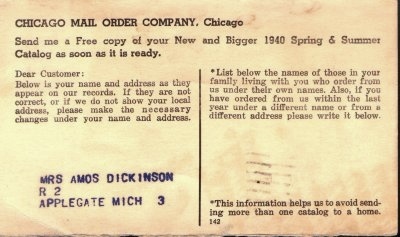 CHICAGO MAIL ORDER COMPANY, Chicago
Send me a Free copy of your New and Bigger 1940 Spring & Summer
Catalog as soon as it is ready.
Dear Customer:
Below is your name and address as they
appear on our records. If they are not
correct, or if we do not show your local
address, please make the necessary
changes under your name and address.
MRS AMOS DICKINSON
R 2
APPLEGATE MICH 3
*List below the names of those in your
family living with you who order from
us under their own names. Also, if you
have ordered from us within the last
year under a different name or from a
different address please write it below.
*This information helps us to avoid send-
ing more than one catalog to a home.
142